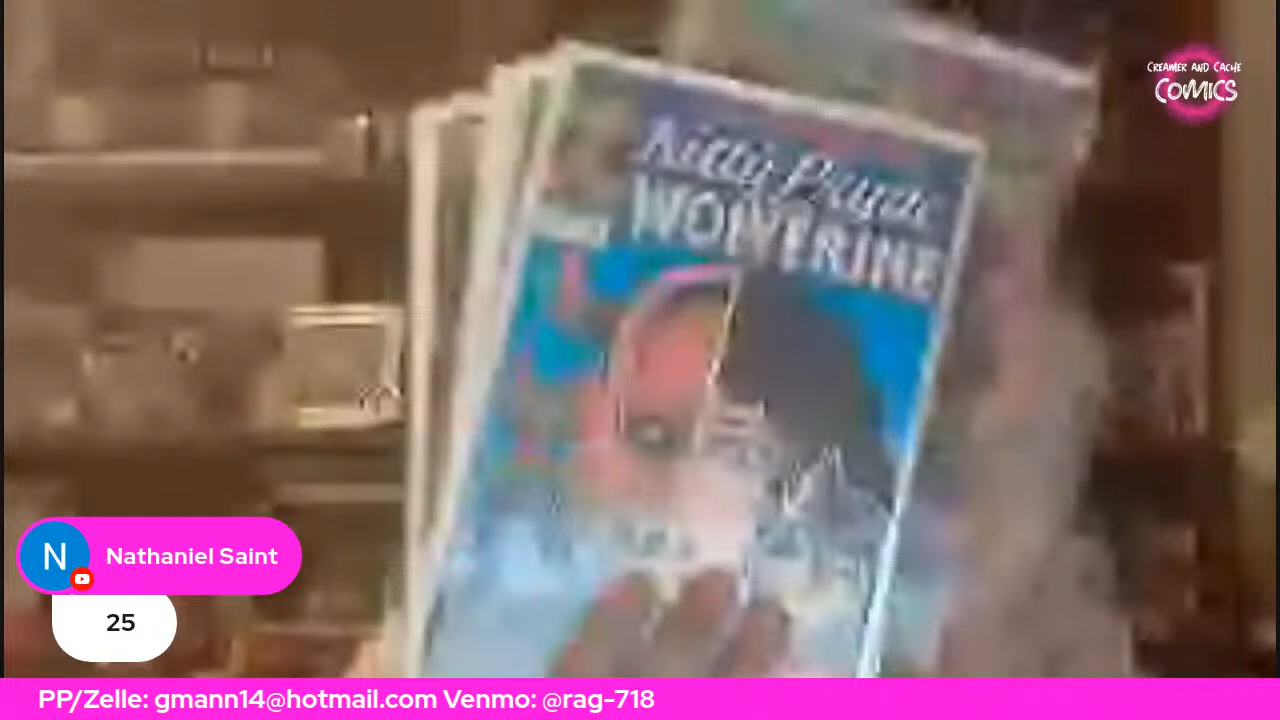 CREAMER AND CACHE
COMICS
Kitty Pryde
WOLVERINE
Nathaniel Saint
N
25
PP/Zelle: gmann14@hotmail.com Venmo: @rag-718